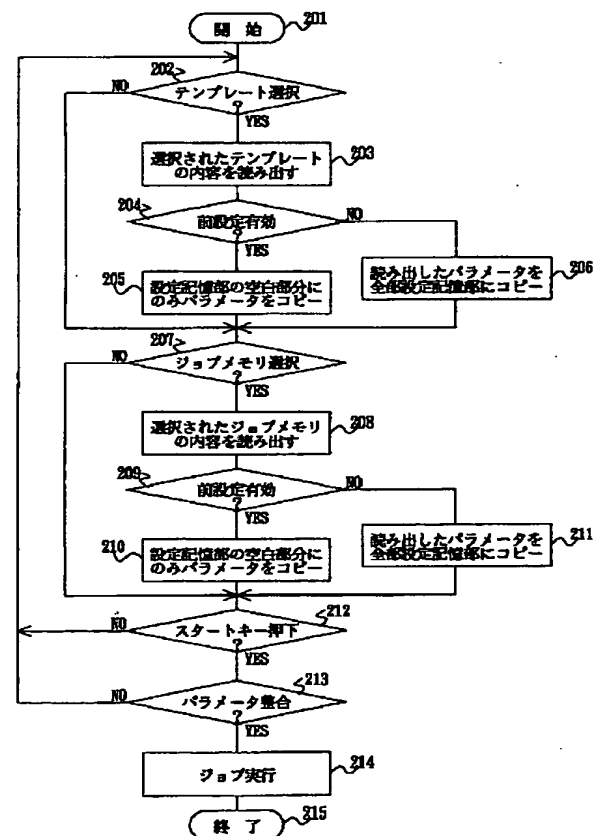 開 始
201
202
NO
テンプレート選択
?
YES
選択されたテンプレート
の内容を読み出す
203
204
前設定有効
?
NO
YES
205
設定記憶部の空白部分に
のみパラメータをコピー
読み出したパラメータを
全部設定記憶部にコピー
206
207
NO
ジョブメモリ選択
?
YES
選択されたジョブメモリ
の内容を読み出す
208
209
前設定有効
?
NO
YES
210
設定記憶部の空白部分に
のみパラメータをコピー
読み出したパラメータを
全部設定記憶部にコピー
211
212
NO
スタートキー押下
?
YES
213
NO
パラメータ整合
?
YES
ジョブ実行
214
終 了
215